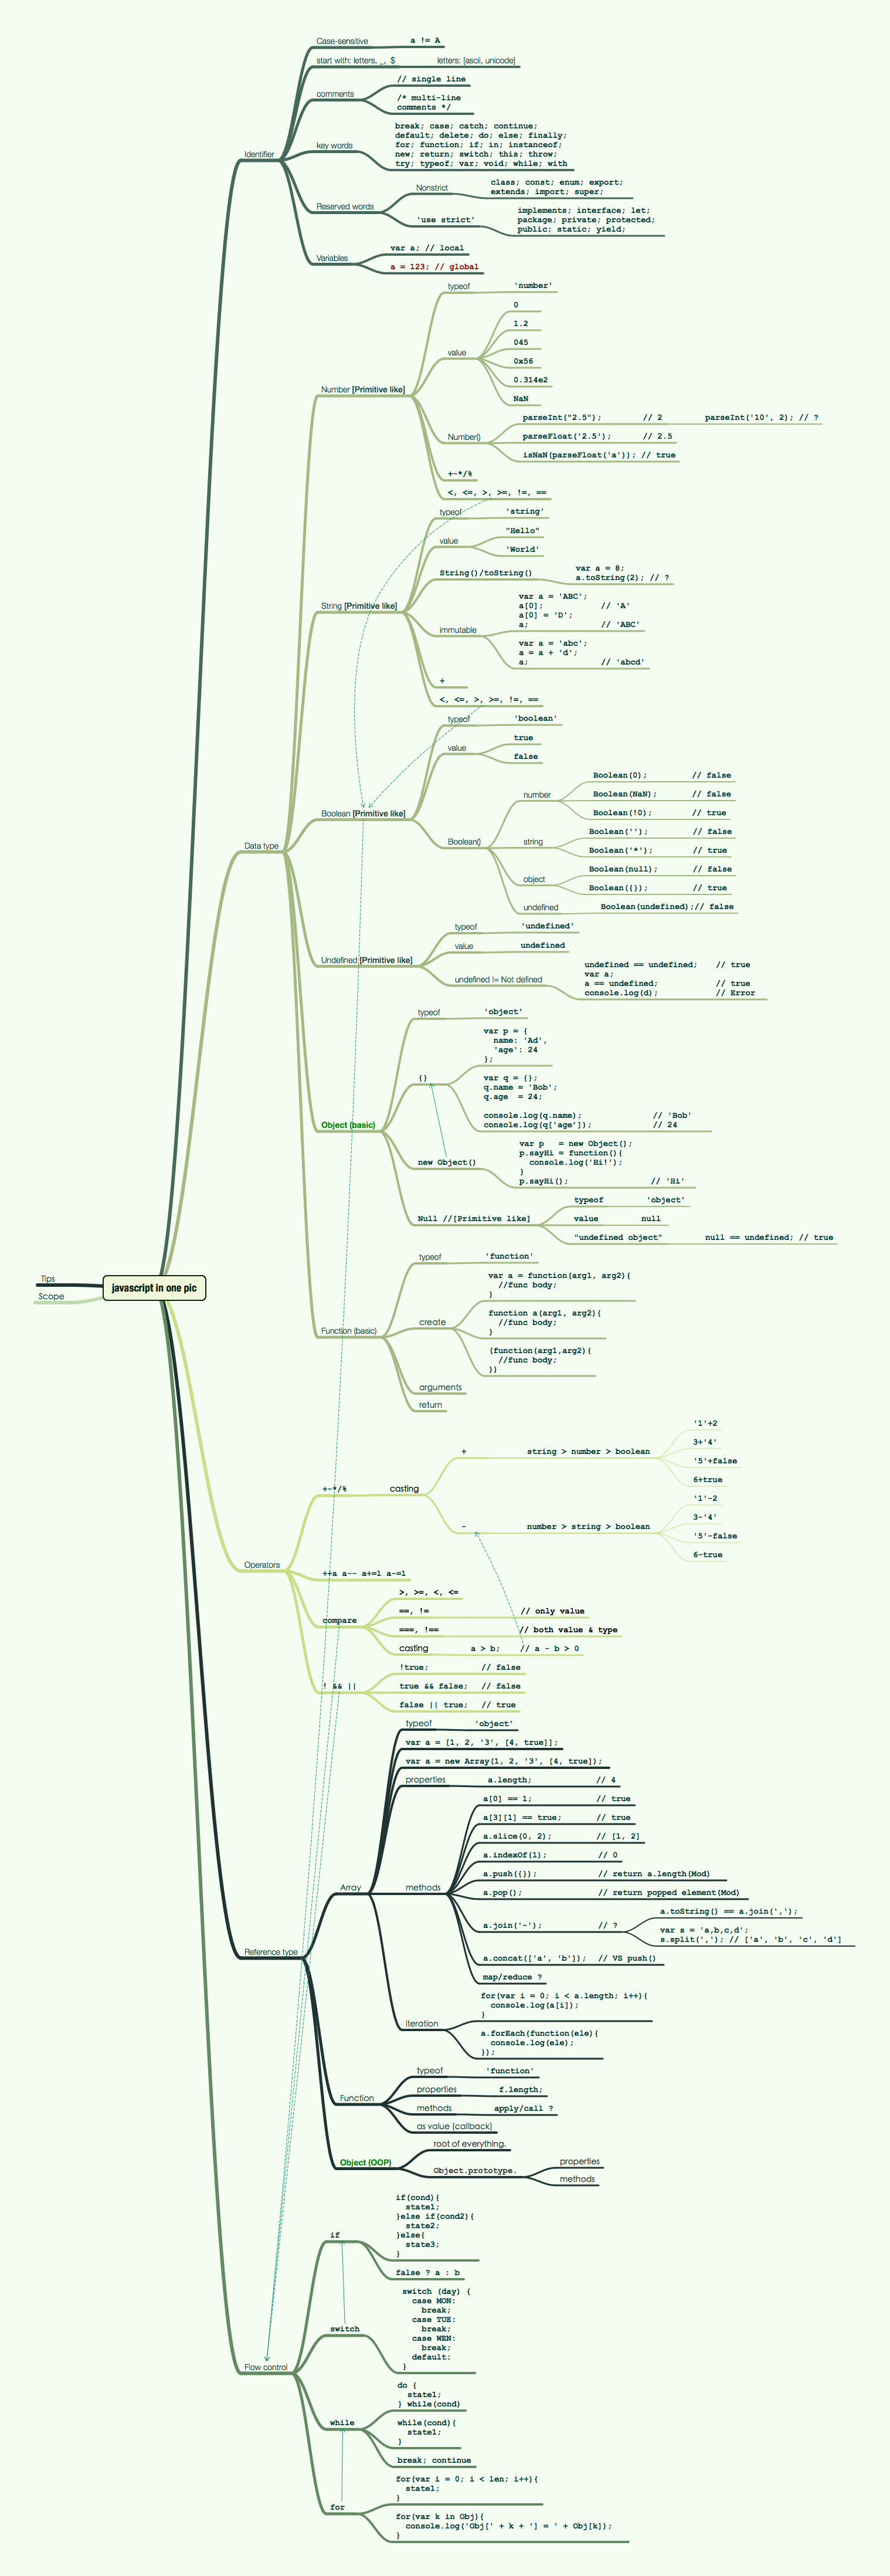 Case-sensitive
a != A
start with: letters, _, $
letters: [ascii, unicode]
comments
// single line
/* multi-line
comments */
Identifier
key words
break; case; catch; continue;
default; delete; do; else; finally;
for; function; if; in; instanceof;
new; return; switch; this; throw;
try; typeof; var; void; while; with
Reserved words
Nonstrict
class; const; enum; export;
extends; import; super;
'use strict'
implements; interface; let;
package; private; protected;
public; static; yield;
Variables
var a; // local
a = 123; // global
Data type
Number [Primitive like]
typeof
'number'
value
0
1.2
045
0x56
0.314e2
NaN
Number()
parseInt("2.5"); // 2
parseInt('10', 2); // ?
parseFloat('2.5'); // 2.5
isNaN(parseFloat('a')); // true
+-*/%
<, <=, >, >=, !=, ==
String [Primitive like]
typeof
'string'
value
"Hello"
'World'
String()/toString()
var a = 8;
a.toString(2); // ?
immutable
var a = 'ABC';
a[0]; // 'A'
a[0] = 'D';
a; // 'ABC'
var a = 'abc';
a = a + 'd';
a; // 'abcd'
+
<, <=, >, >=, !=, ==
Boolean [Primitive like]
typeof
'boolean'
value
true
false
Boolean()
number
Boolean(0); // false
Boolean(NaN); // false
Boolean(!0); // true
string
Boolean(''); // false
Boolean('*'); // true
object
Boolean(null); // false
Boolean({}); // true
undefined
Boolean(undefined);// false
Undefined [Primitive like]
typeof
'undefined'
value
undefined
undefined != Not defined
undefined == undefined; // true
var a;
a == undefined; // true
console.log(d); // Error
Object (basic)
typeof
'object'
{}
var p = {
name: 'Ad',
'age': 24
};
var q = {};
q.name = 'Bob';
q.age = 24;
console.log(q.name); // 'Bob'
console.log(q['age']); // 24
new Object()
var p = new Object();
p.sayHi = function(){
console.log('Hi!');
}
p.sayHi(); // 'Hi'
Null //[Primitive like]
typeof
'object'
value
null
"undefined object"
null == undefined; // true
Tips
javascript in one pic
Scope
Function (basic)
typeof
'function'
create
var a = function(arg1, arg2){
//func body;
}
function a(arg1, arg2){
//func body;
}
(function(arg1,arg2){
//func body;
})
arguments
return
Operators
+-*/%
casting
+
string > number > boolean
'1'+2
3+'4'
'5'+false
6+true
-
number > string > boolean
'1'-2
3-'4'
'5'-false
6-true
++a a-- a+=1 a-=1
compare
>, >=, <, <=
==, != // only value
===, !== // both value & type
casting
a > b; // a - b > 0
! && ||
!true; // false
true && false; // false
false || true; // true
Reference type
Array
typeof
'object'
var a = [1, 2, '3', [4, true]];
var a = new Array(1, 2, '3', [4, true]);
properties
a.length; // 4
methods
a[0] == 1; // true
a[3][1] == true; // true
a.slice(0, 2); // [1, 2]
a.indexOf(1); // 0
a.push({}); // return a.length(Mod)
a.pop(); // return popped element(Mod)
a.join('-'); // ?
a.toString() == a.join(',');
var s = 'a,b,c,d';
s.split(','); // ['a', 'b', 'c', 'd']
a.concat(['a', 'b']); // VS push()
map/reduce ?
iteration
for(var i = 0; i < a.length; i++){
console.log(a[i]);
}
a.forEach(function(ele){
console.log(ele);
});
Function
typeof
'function'
properties
f.length;
methods
apply/call ?
as value (callback)
Object (OOP)
root of everything.
Object.prototype.
properties
methods
Flow control
if
if(cond){
state1;
}else if(cond2){
state2;
}else{
state3;
}
false ? a : b
switch
switch (day) {
case MON:
break;
case TUE:
break;
case WEN:
break;
default:
}
while
do {
state1;
} while(cond)
while(cond){
state1;
}
break; continue
for
for(var i = 0; i < len; i++){
state1;
}
for(var k in Obj){
console.log('Obj[' + k + '] = ' + Obj[k]);
}